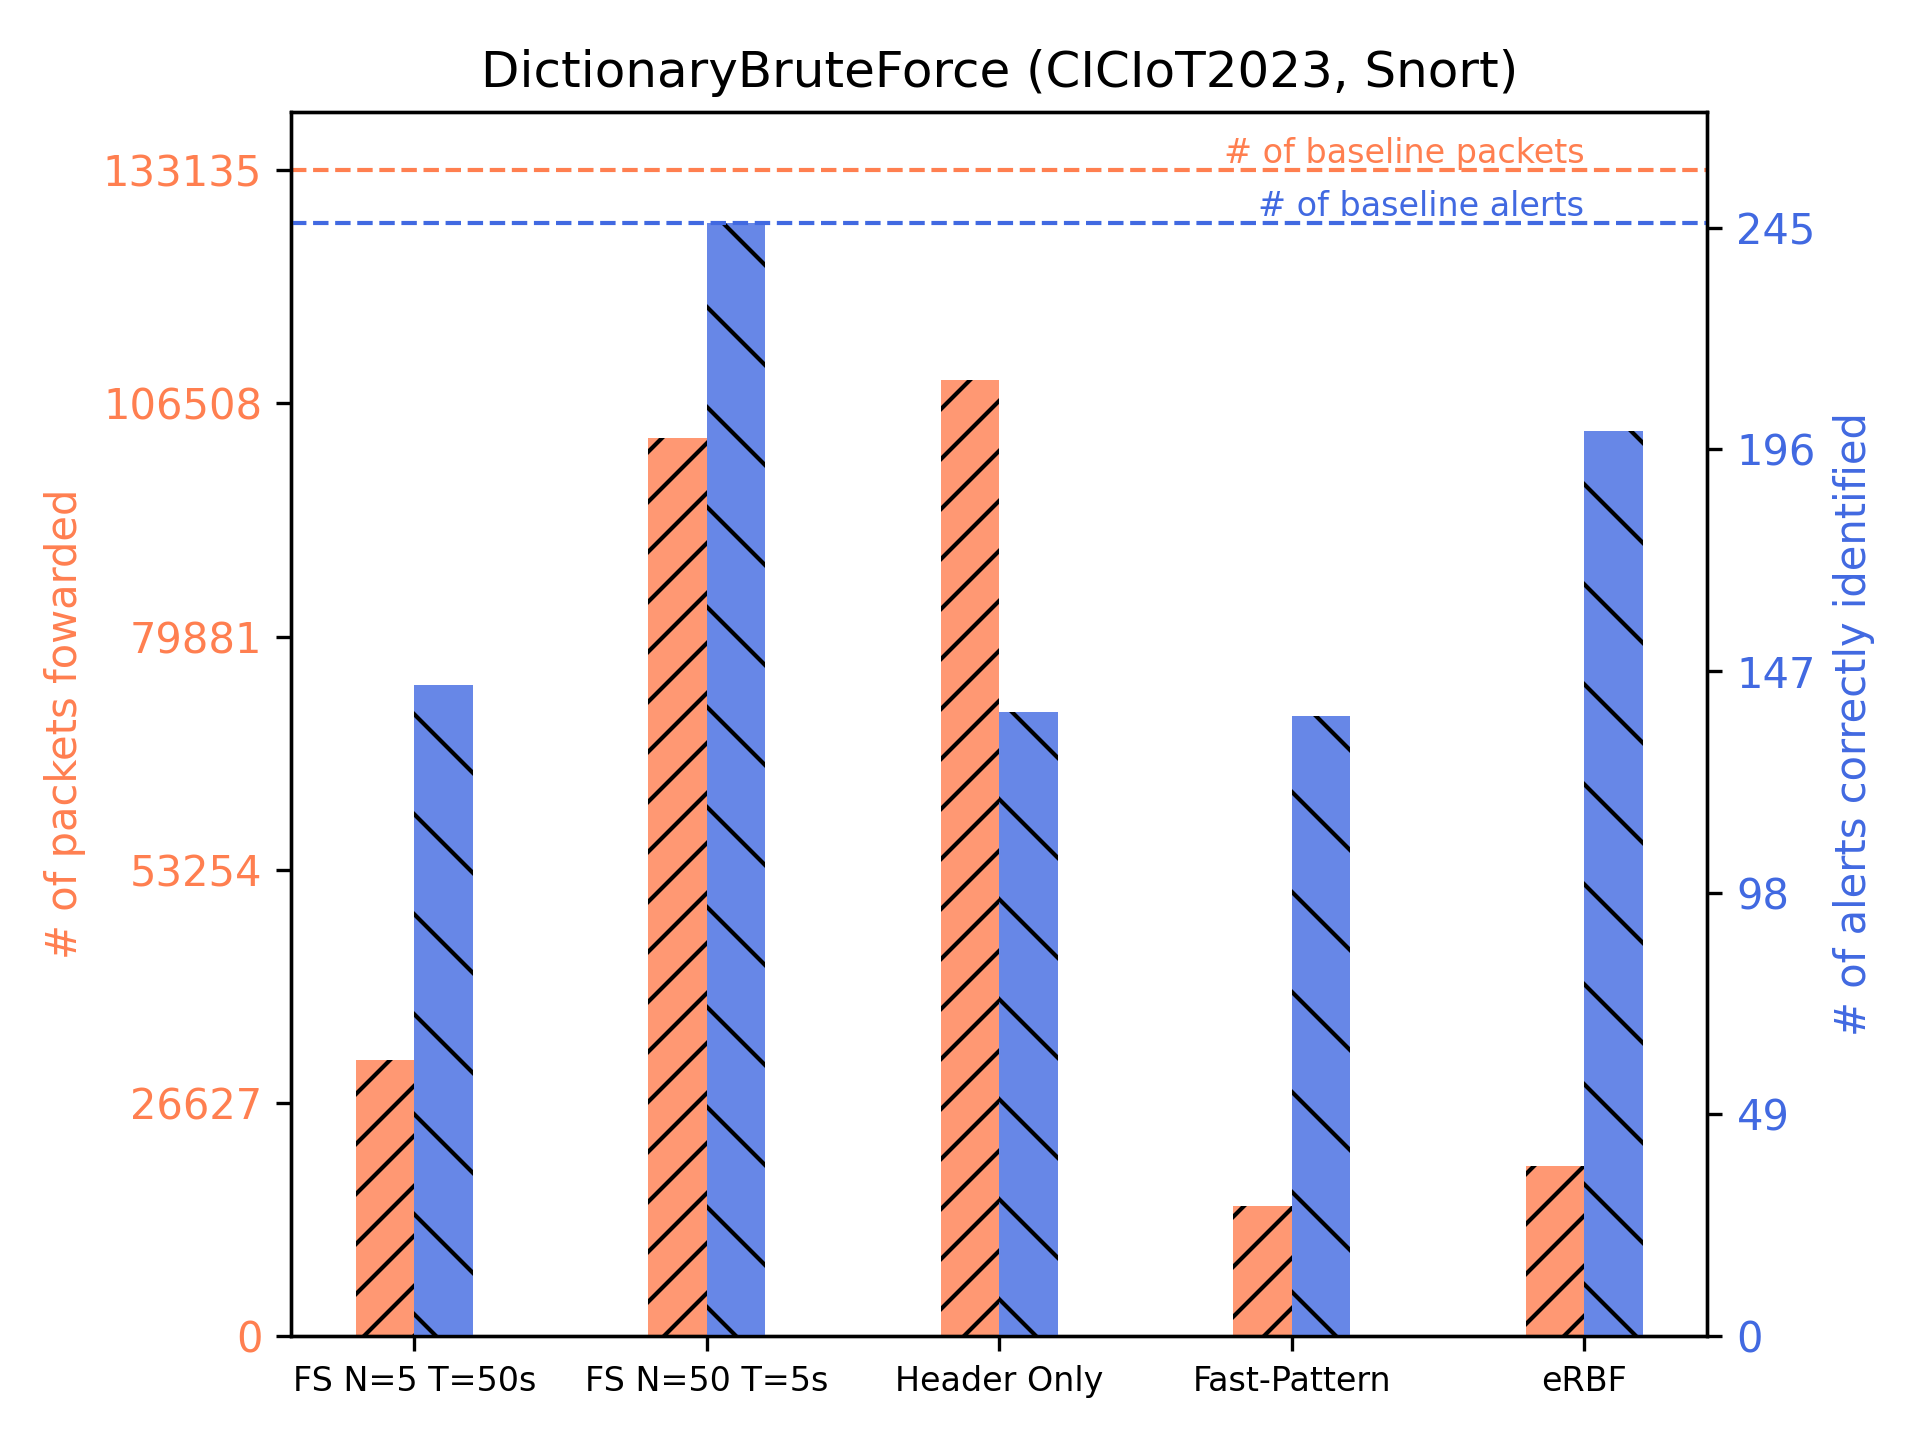 DictionaryBruteForce (CICIoT2023, Snort)
# of baseline packets
# of baseline alerts
133135
106508
79881
53254
26627
0
# of packets fowarded
245
196
147
98
49
0
# of alerts correctly identified
FS N=5 T=50s
FS N=50 T=5s
Header Only
Fast-Pattern
eRBF